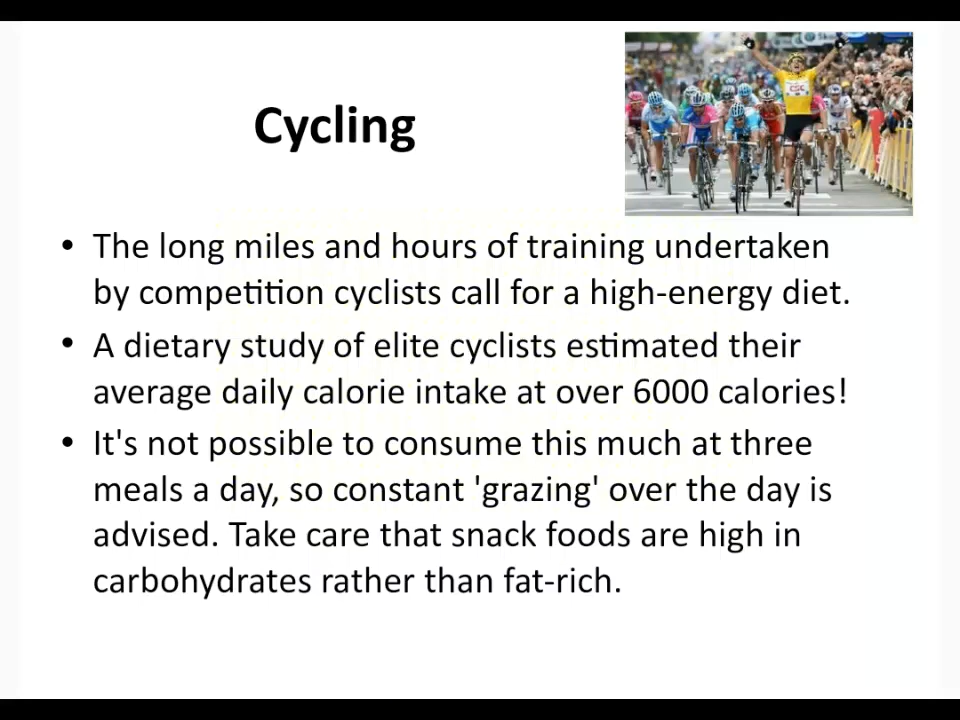 Cycling
CSC
• The long miles and hours of training undertaken
by competition cyclists call for a high-energy diet.
• A dietary study of elite cyclists estimated their
average daily calorie intake at over 6000 calories!
• It's not possible to consume this much at three
meals a day, so constant 'grazing' over the day is
advised. Take care that snack foods are high in
carbohydrates rather than fat-rich.